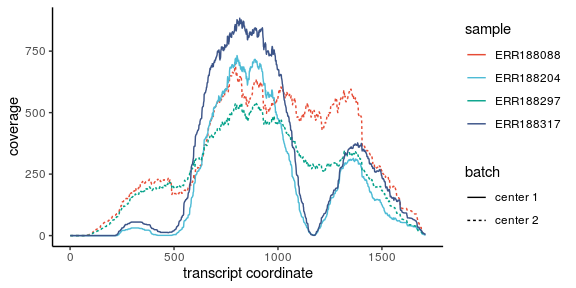 coverage
750
500
250
0
0
500
1000
1500
transcript coordinate
sample
ERR188088
ERR188204
ERR188297
ERR188317
batch
center 1
center 2